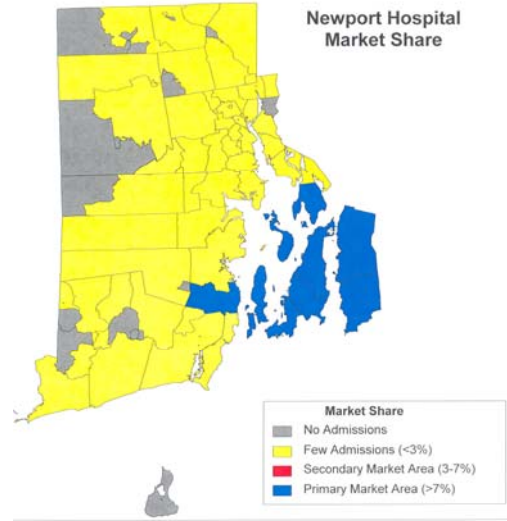 Newport Hospital
Market Share
Market Share
No Admissions
Few Admissions (<3%)
Secondary Market Area (3-7%)
Primary Market Area (>7%)